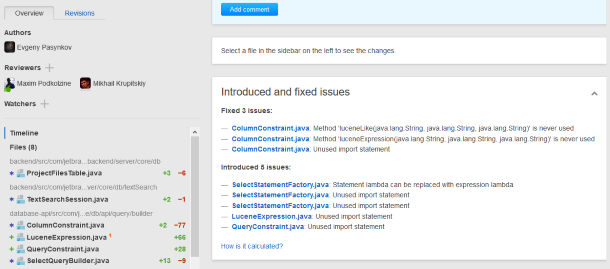 Overview
Revisions
Authors
Evgeny Pasynkov
Reviewers
Maxim Podkolzine
Mikhail Krupitskiy
Watchers
Timeline
Files (8)
backend/src/com/jetbra...backend/server/core/db
ProjectFilesTable.java +3 −6
backend/src/com/jetbra...ver/core/db/textSearch
TextSearchSession.java +2 −1
database-api/src/com/j...e/db/api/query/builder
ColumnConstraint.java +2 −77
LuceneExpression.java 1 +66
QueryConstraint.java +28
SelectQueryBuilder.java +13 −9
Add comment
Select a file in the sidebar on the left to see the changes.
Introduced and fixed issues
Fixed 3 issues:
— ColumnConstraint.java: Method 'luceneLike(java.lang.String, java.lang.String, java.lang.String)' is never used
— ColumnConstraint.java: Method 'luceneExpression(java.lang.String, java.lang.String, java.lang.String)' is never used
— ColumnConstraint.java: Unused import statement
Introduced 5 issues:
— SelectStatementFactory.java: Statement lambda can be replaced with expression lambda
— SelectStatementFactory.java: Unused import statement
— SelectStatementFactory.java: Unused import statement
— LuceneExpression.java: Unused import statement
— QueryConstraint.java: Unused import statement
How is it calculated?